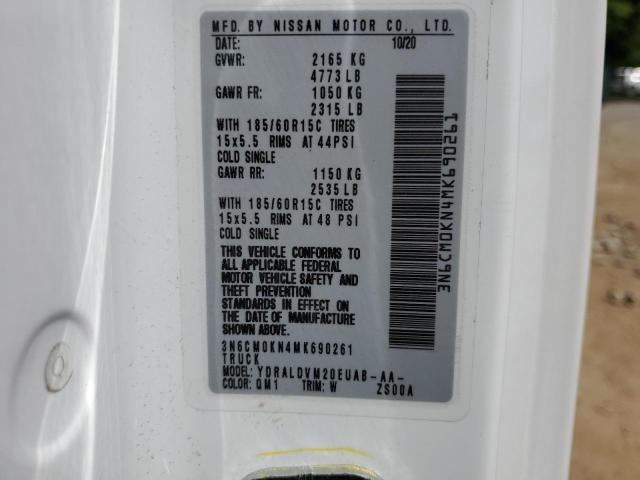 MFD. BY NISSAN MOTOR CO., LTD.
DATE: 10/20
GVWR: 2165 KG
4773 LB
GAWR FR: 1050 KG
2315 LB
WITH 185/60R15C TIRES
15x5.5 RIMS AT 44PSI
COLD SINGLE
GAWR RR: 1150 KG
2535 LB
WITH 185/60R15C TIRES
15x5.5 RIMS AT 48 PSI
COLD SINGLE
THIS VEHICLE CONFORMS TO
ALL APPLICABLE FEDERAL
MOTOR VEHICLE SAFETY AND
THEFT PREVENTION
STANDARDS IN EFFECT ON
THE DATE OF MANUFACTURE
SHOWN ABOVE.
3N6CM0KN4MK690261
TRUCK
MODEL: YDRALDVM20EUAB-AA-
COLOR: QM1 TRIM: W ZS00A
3N6CM0KN4MK690261